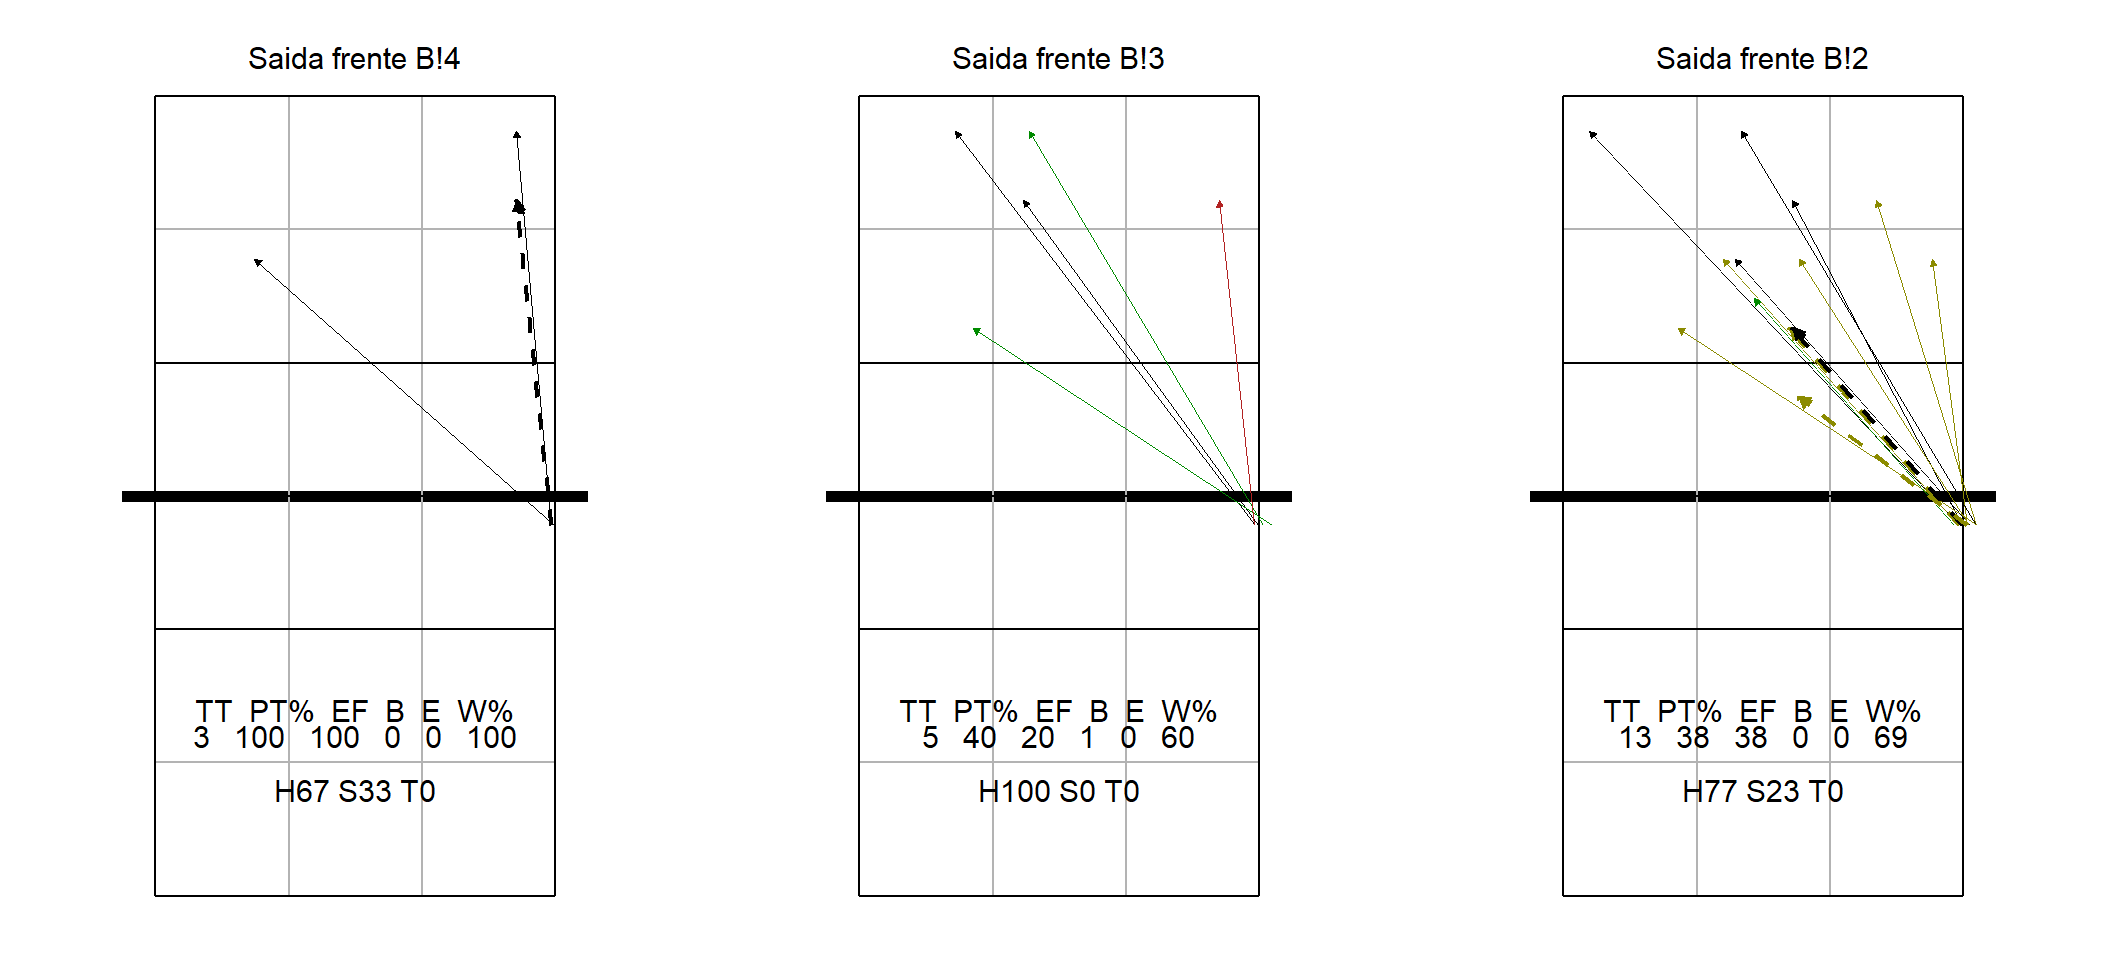 Saida frente B!4
TT PT% EF B E W%
3 100 100 0 0 100
H67 S33 T0
Saida frente B!3
TT PT% EF B E W%
5 40 20 1 0 60
H100 S0 T0
Saida frente B!2
TT PT% EF B E W%
13 38 38 0 0 69
H77 S23 T0